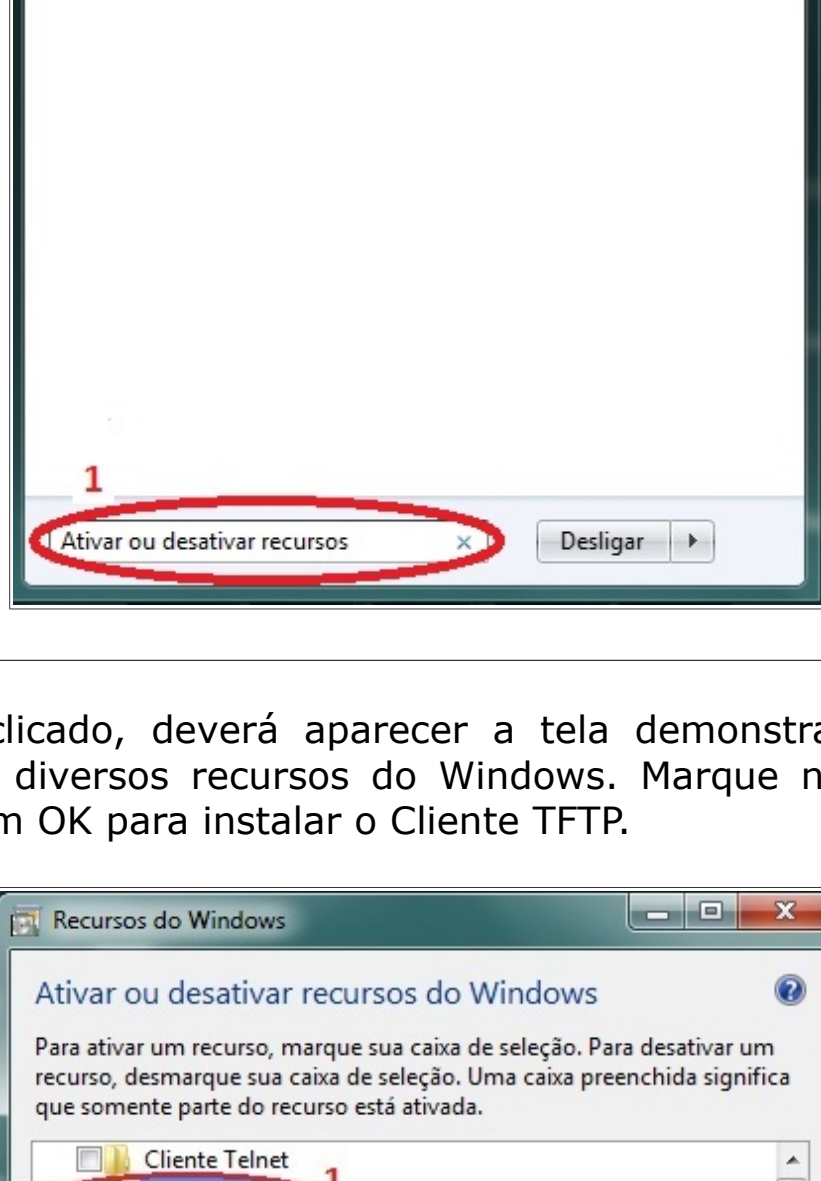 1
Ativar ou desativar recursos
Desligar
clicado, deverá aparecer a tela demonstra
diversos recursos do Windows. Marque n
m OK para instalar o Cliente TFTP.
Recursos do Windows
Ativar ou desativar recursos do Windows
Para ativar um recurso, marque sua caixa de seleção. Para desativar um
recurso, desmarque sua caixa de seleção. Uma caixa preenchida significa
que somente parte do recurso está ativada.
Cliente Telnet
1